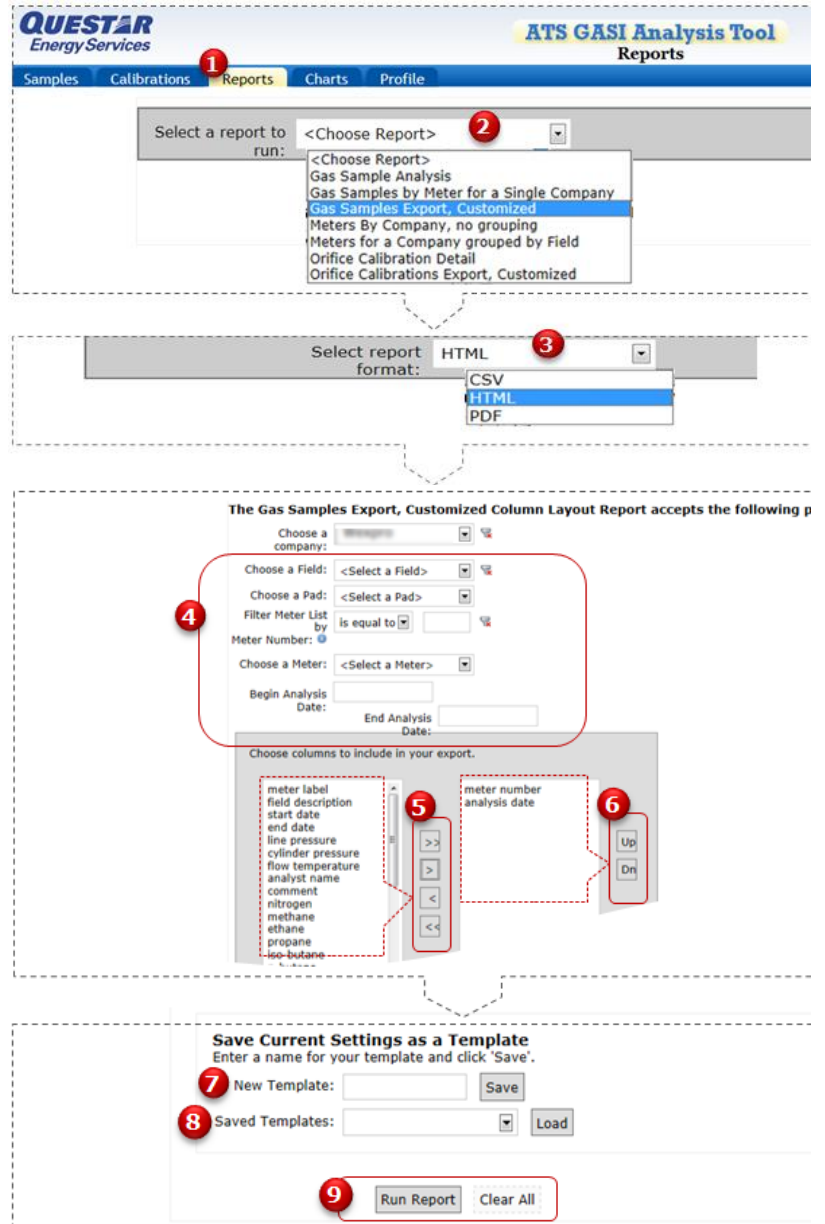 QUESTAR
Energy Services
ATS GASI Analysis Tool
Reports
Samples Calibrations 1 Reports Charts Profile
Select a report to run:
<Choose Report> 2
<Choose Report>
Gas Sample Analysis
Gas Samples by Meter for a Single Company
Gas Samples Export, Customized
Meters By Company, no grouping
Meters for a Company grouped by Field
Orifice Calibration Detail
Orifice Calibrations Export, Customized
Select report format:
HTML 3
CSV
HTML
PDF
The Gas Samples Export, Customized Column Layout Report accepts the following p
Choose a company:
4
Choose a Field: <Select a Field>
Choose a Pad: <Select a Pad>
Filter Meter List by Meter Number: is equal to
Choose a Meter: <Select a Meter>
Begin Analysis Date:
End Analysis Date:
Choose columns to include in your export.
meter label
field description
start date
end date
line pressure
cylinder pressure
flow temperature
analyst name
comment
nitrogen
methane
ethane
propane
iso-butane
5
>>
>
<
<<
meter number
analysis date
6
Up
Dn
Save Current Settings as a Template
Enter a name for your template and click 'Save'.
7 New Template: Save
8 Saved Templates: Load
9 Run Report Clear All